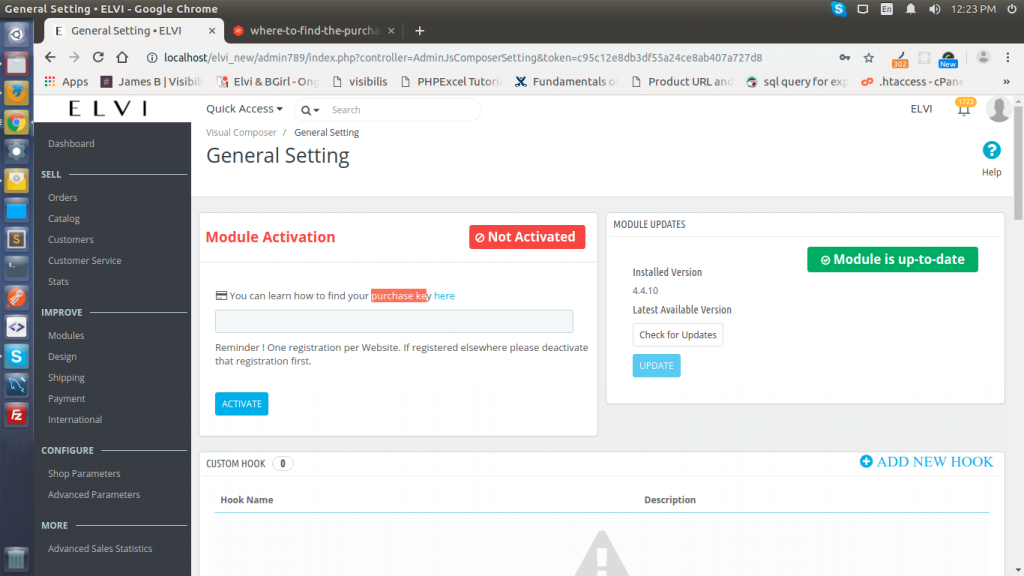 General Setting • ELVI - Google Chrome
En
12:23 PM
E General Setting • ELVI ×
where-to-find-the-purcha ×
+
localhost/elvi_new/admin789/index.php?controller=AdminJsComposerSetting&token=c95c12e8db3df55a24ce8ab407a727d8
302
New
Apps
James B | Visibili
Elvi & BGirl - Ong
visibilis
PHPExcel Tutoria
Fundamentals o
Product URL and
sql query for exp
.htaccess - cPane
»
ELVI
Quick Access
Search
ELVI
1723
Visual Composer / General Setting
General Setting
Help
Dashboard
SELL
Orders
Catalog
Customers
Customer Service
Stats
IMPROVE
Modules
Design
Shipping
Payment
International
CONFIGURE
Shop Parameters
Advanced Parameters
MORE
Advanced Sales Statistics
Module Activation
Not Activated
You can learn how to find your purchase key here
Reminder ! One registration per Website. If registered elsewhere please deactivate
that registration first.
ACTIVATE
MODULE UPDATES
Module is up-to-date
Installed Version
4.4.10
Latest Available Version
Check for Updates
UPDATE
CUSTOM HOOK 0
ADD NEW HOOK
Hook Name
Description